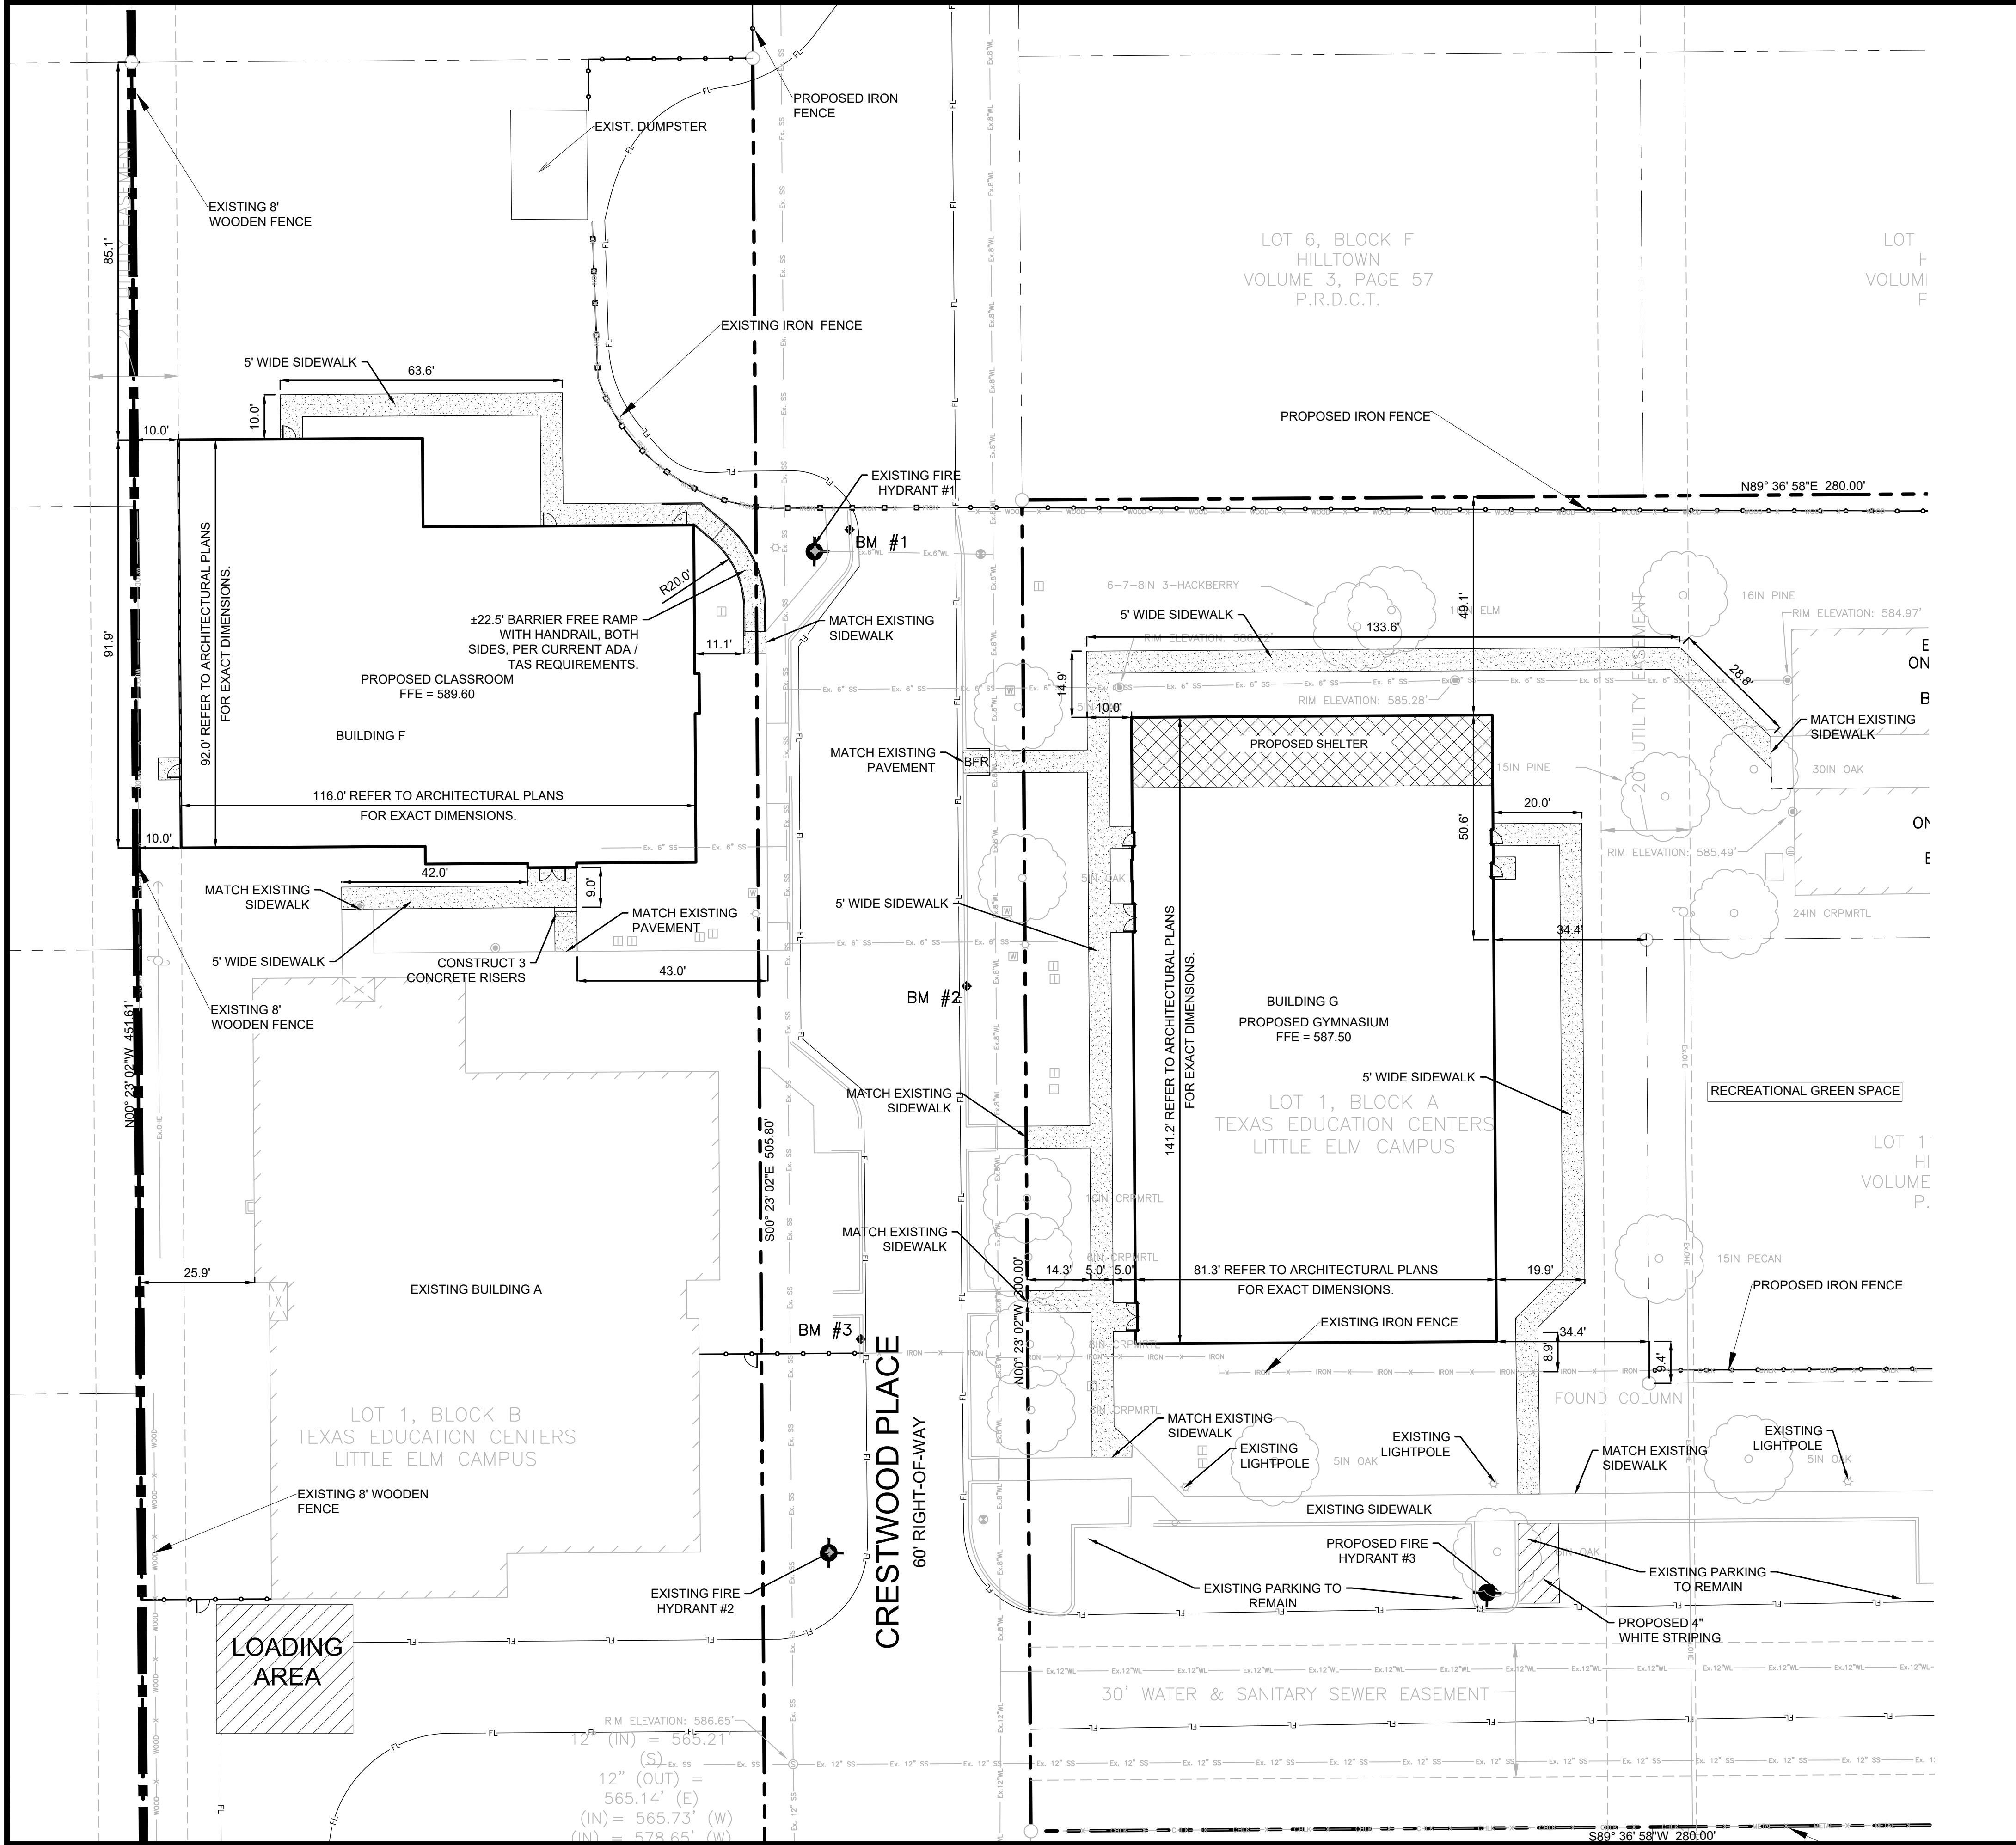 PROPOSED IRON
FENCE
EXIST. DUMPSTER
EXISTING 8'
WOODEN FENCE
85.1'
EXISTING IRON FENCE
5' WIDE SIDEWALK
63.6'
10.0'
10.0'
LOT 6, BLOCK F
HILLTOWN
VOLUME 3, PAGE 57
P.R.D.C.T.
PROPOSED IRON FENCE
N89° 36' 58"E 280.00'
EXISTING FIRE
HYDRANT #1
BM #1
Ex.6"WL
Ex.6"WL
R20.0'
±22.5' BARRIER FREE RAMP
WITH HANDRAIL, BOTH
SIDES, PER CURRENT ADA /
TAS REQUIREMENTS.
11.1'
MATCH EXISTING
SIDEWALK
91.9'
92.0' REFER TO ARCHITECTURAL PLANS
FOR EXACT DIMENSIONS.
PROPOSED CLASSROOM
FFE = 589.60
BUILDING F
116.0' REFER TO ARCHITECTURAL PLANS
FOR EXACT DIMENSIONS.
10.0'
Ex. 6" SS
Ex. 6" SS
42.0'
9.0'
MATCH EXISTING
SIDEWALK
MATCH EXISTING
PAVEMENT
5' WIDE SIDEWALK
CONSTRUCT 3
CONCRETE RISERS
43.0'
EXISTING 8'
WOODEN FENCE
N00° 23' 02"W 451.61'
S00° 23' 02"E 505.80'
25.9'
EXISTING BUILDING A
LOT 1, BLOCK B
TEXAS EDUCATION CENTERS
LITTLE ELM CAMPUS
EXISTING 8' WOODEN
FENCE
LOADING
AREA
EXISTING FIRE
HYDRANT #2
RIM ELEVATION: 586.65'
12" (IN) = 565.21'
(S)
12" (OUT) =
565.14' (E)
(IN)= 565.73' (W)
(IN) = 578.65' (W)
BM #3
CRESTWOOD PLACE
60' RIGHT-OF-WAY
BM #2
6-7-8IN 3-HACKBERRY
ELM
16IN PINE
RIM ELEVATION: 584.97'
5' WIDE SIDEWALK
133.6'
49.1'
28.8'
14.9'
10.0'
RIM ELEVATION: 585.28'
20' UTILITY EASEMENT
MATCH EXISTING
SIDEWALK
MATCH EXISTING
PAVEMENT
BFR
PROPOSED SHELTER
15IN PINE
30IN OAK
20.0'
50.6'
RIM ELEVATION: 585.49'
5IN OAK
5' WIDE SIDEWALK
24IN CRPMRTL
34.4'
141.2' REFER TO ARCHITECTURAL PLANS
FOR EXACT DIMENSIONS.
BUILDING G
PROPOSED GYMNASIUM
FFE = 587.50
5' WIDE SIDEWALK
RECREATIONAL GREEN SPACE
LOT 1, BLOCK A
TEXAS EDUCATION CENTERS
LITTLE ELM CAMPUS
MATCH EXISTING
SIDEWALK
10IN CRPMRTL
MATCH EXISTING
SIDEWALK
CRPMRTL
N00° 23' 02"W 300.00'
14.3'
5.0'
5.0'
81.3' REFER TO ARCHITECTURAL PLANS
FOR EXACT DIMENSIONS.
19.9'
15IN PECAN
PROPOSED IRON FENCE
EXISTING IRON FENCE
34.4'
8.9'
9.4'
FOUND COLUMN
MATCH EXISTING
SIDEWALK
EXISTING
LIGHTPOLE
5IN OAK
EXISTING
LIGHTPOLE
MATCH EXISTING
SIDEWALK
EXISTING
LIGHTPOLE
5IN OAK
EXISTING SIDEWALK
PROPOSED FIRE
HYDRANT #3
EXISTING PARKING TO
REMAIN
EXISTING PARKING
TO REMAIN
PROPOSED 4"
WHITE STRIPING
30' WATER & SANITARY SEWER EASEMENT
S89° 36' 58"W 280.00'